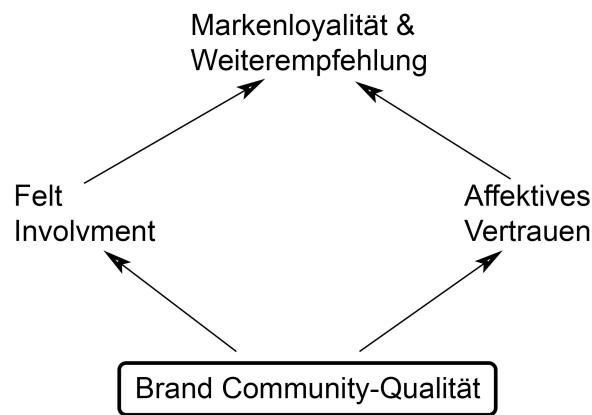 Markenloyalität &
Weiterempfehlung
Felt
Involvment
Affektives
Vertrauen
Brand Community-Qualität